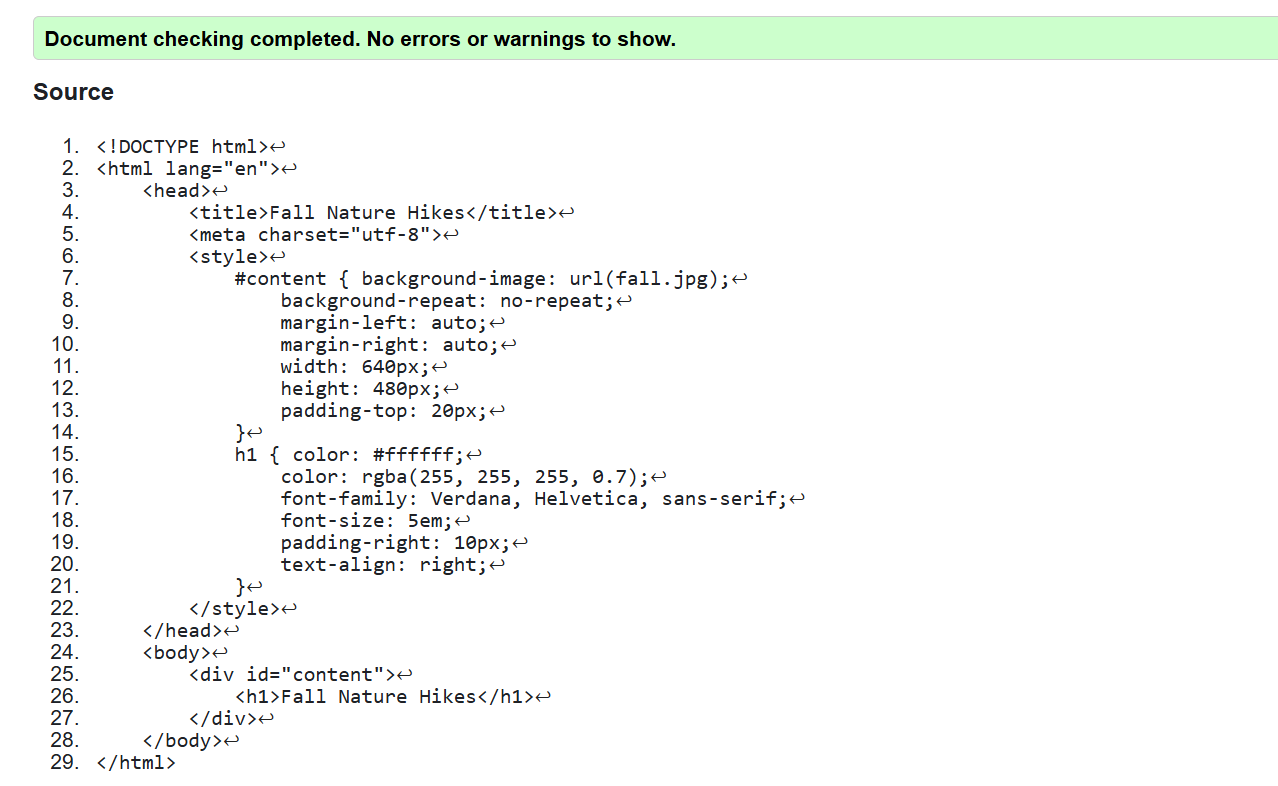 Document checking completed. No errors or warnings to show.
Source
1. <!DOCTYPE html>↩
2. <html lang="en">↩
3.     <head>↩
4.         <title>Fall Nature Hikes</title>↩
5.         <meta charset="utf-8">↩
6.         <style>↩
7.             #content { background-image: url(fall.jpg);↩
8.                 background-repeat: no-repeat;↩
9.                 margin-left: auto;↩
10.                 margin-right: auto;↩
11.                 width: 640px;↩
12.                 height: 480px;↩
13.                 padding-top: 20px;↩
14.             }↩
15.             h1 { color: #ffffff;↩
16.                 color: rgba(255, 255, 255, 0.7);↩
17.                 font-family: Verdana, Helvetica, sans-serif;↩
18.                 font-size: 5em;↩
19.                 padding-right: 10px;↩
20.                 text-align: right;↩
21.             }↩
22.         </style>↩
23.     </head>↩
24.     <body>↩
25.         <div id="content">↩
26.             <h1>Fall Nature Hikes</h1>↩
27.         </div>↩
28.     </body>↩
29. </html>